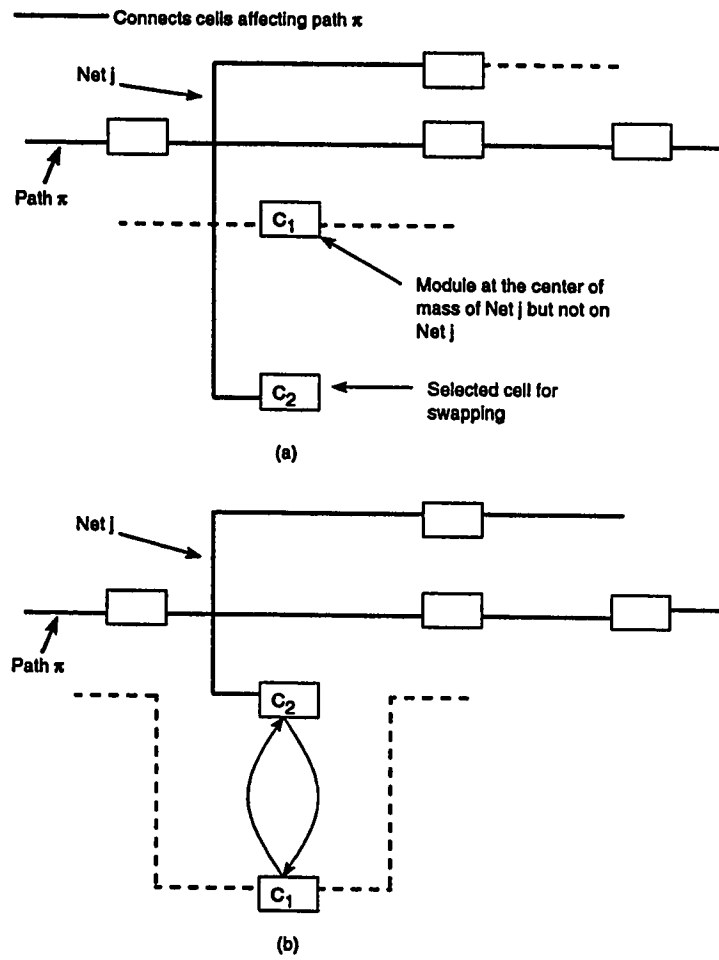 Connects cells affecting path π
Net j
Path π
C1
Module at the center of
mass of Net j but not on
Net j
C2
Selected cell for
swapping
(a)
Net j
Path π
C2
C1
(b)